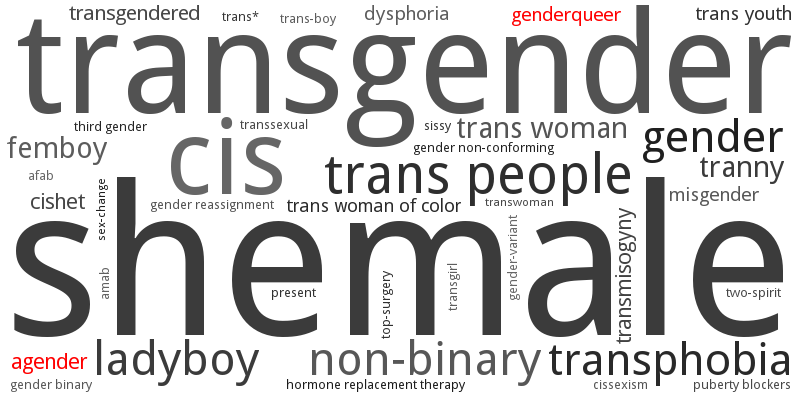 transgendered
trans*
trans-boy
dysphoria
genderqueer
trans youth
transgender
third gender
transsexual
sissy
trans woman
gender
femboy
cis
gender non-conforming
trans people
tranny
afab
cishet
sex-change
gender reassignment
trans woman of color
transwoman
misgender
shemale
amab
present
top-surgery
transgirl
gender-variant
transmisogyny
two-spirit
agender
ladyboy
non-binary
transphobia
gender binary
hormone replacement therapy
cissexism
puberty blockers